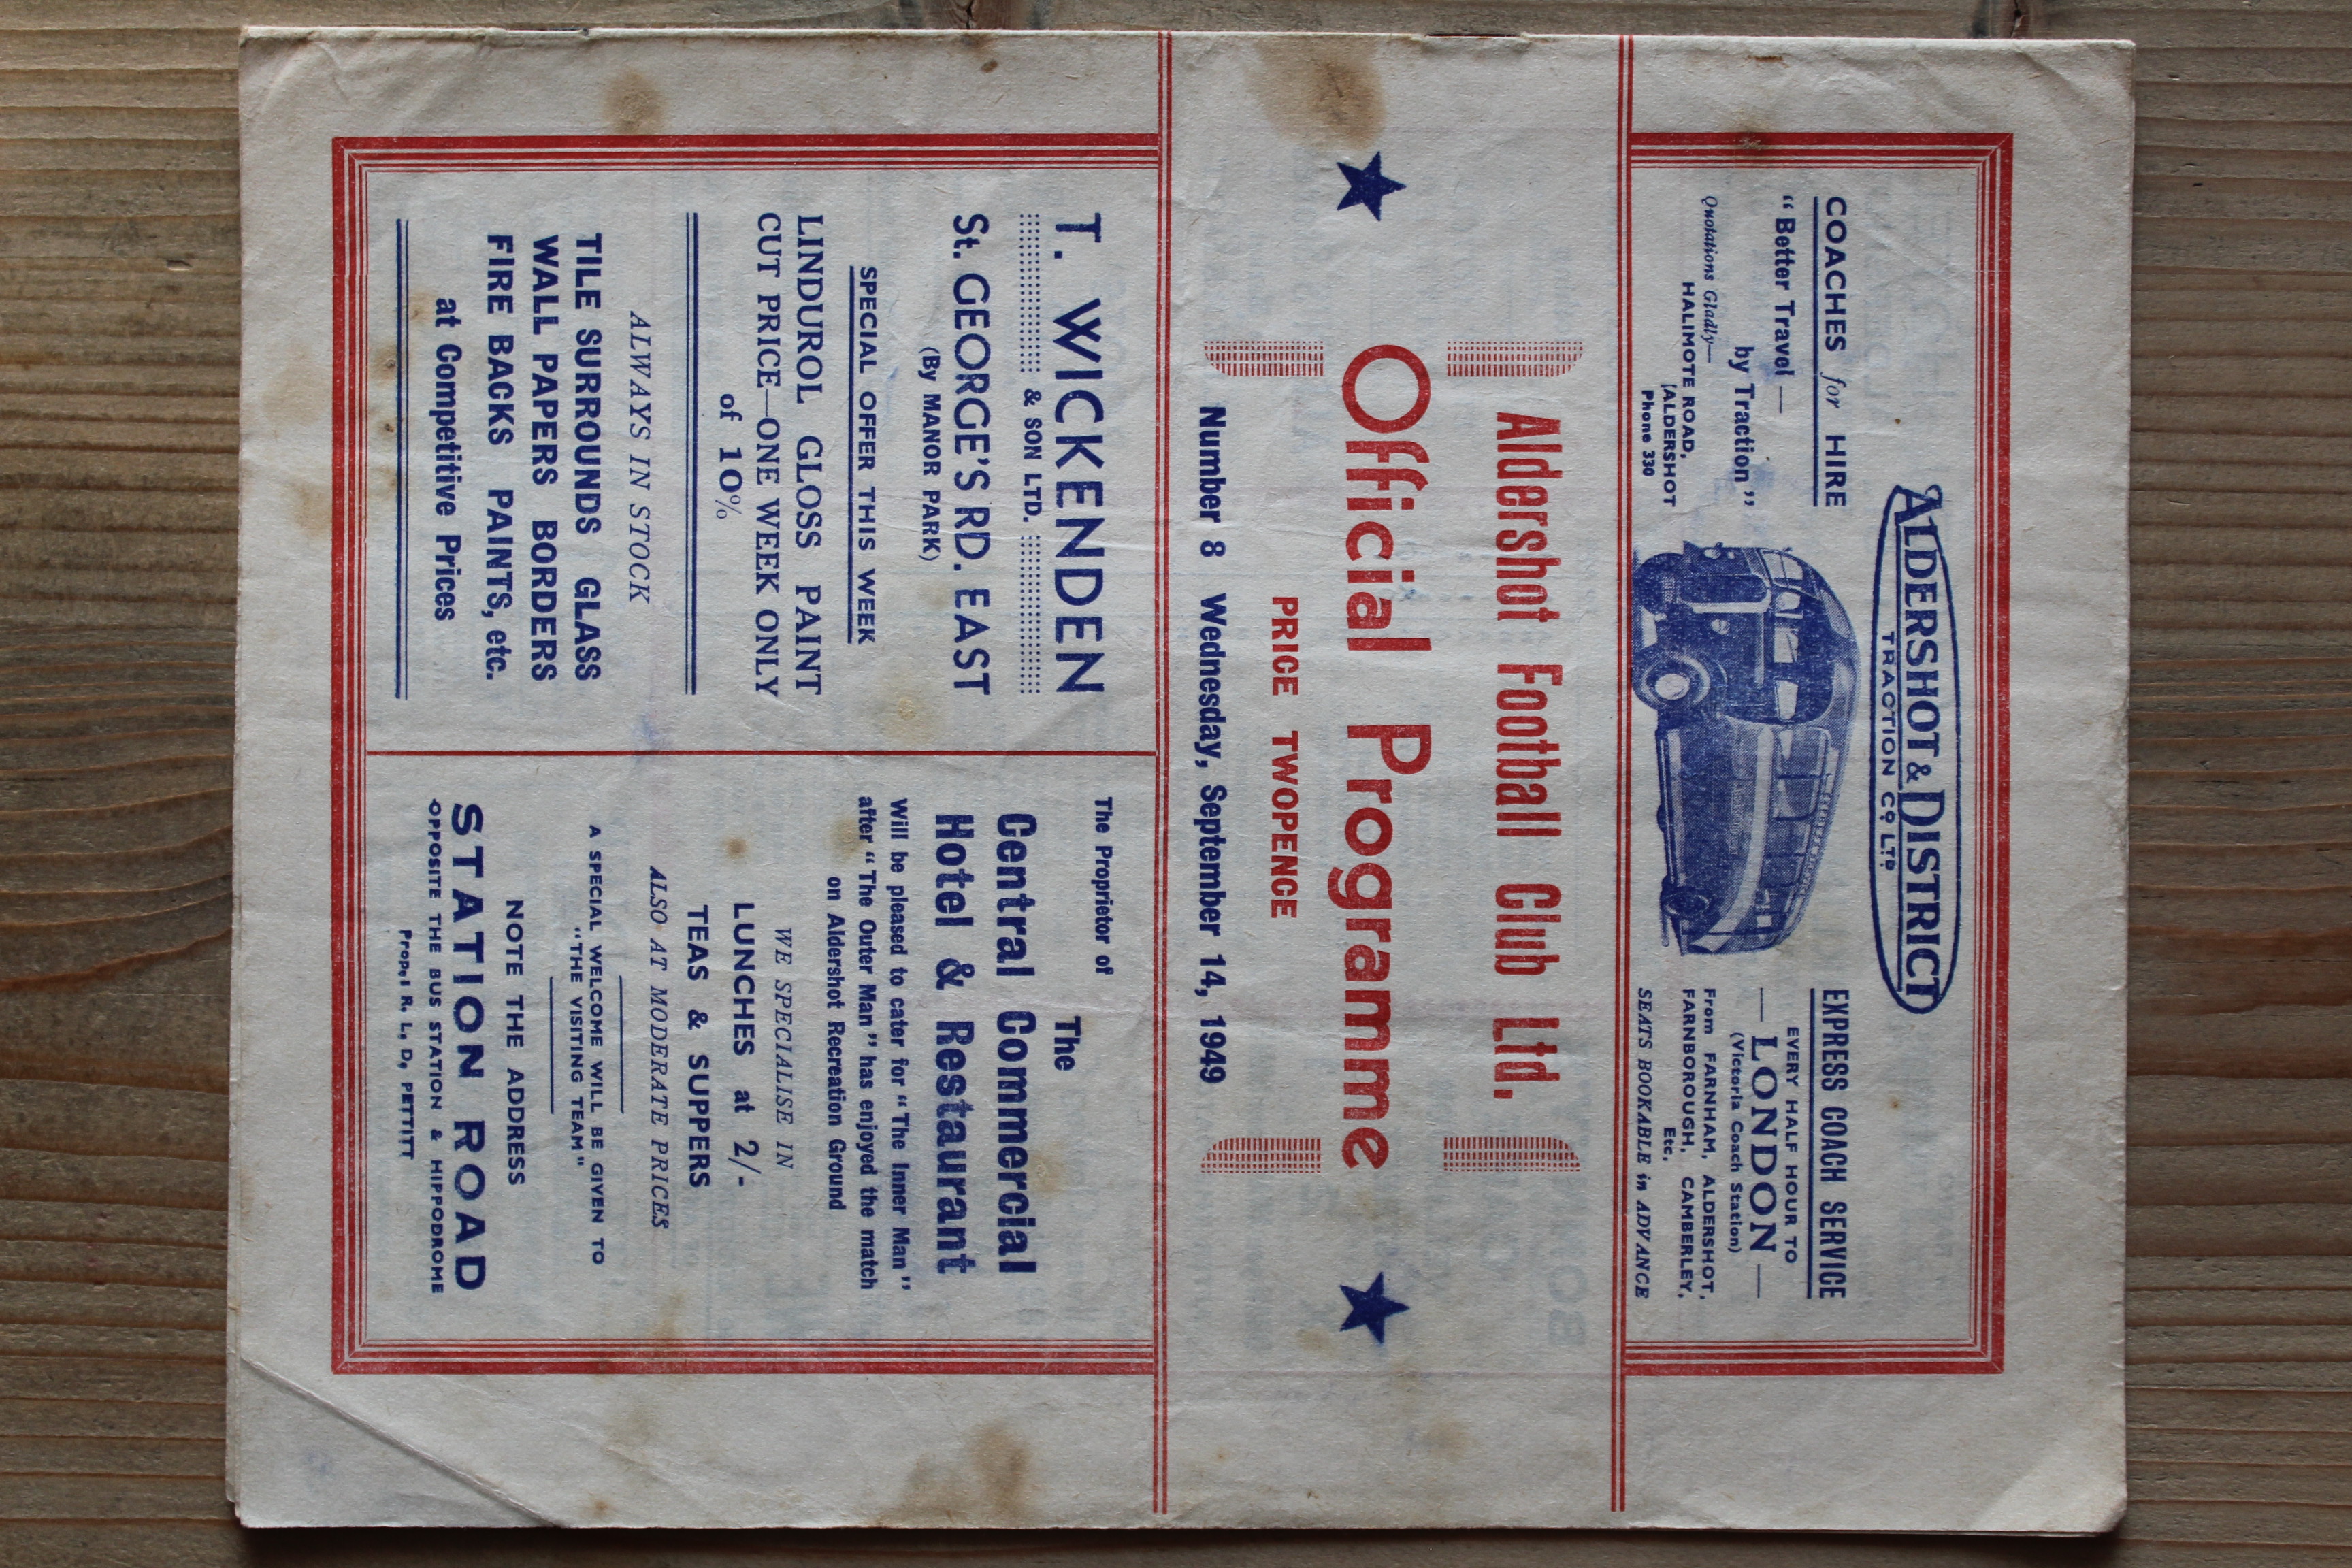 ALDERSHOT & DISTRICT
TRACTION CO LTD
COACHES for HIRE
"Better Travel —
by Traction"
Quotations Gladly—
HALIMOTE ROAD,
ALDERSHOT
Phone 330
EXPRESS COACH SERVICE
EVERY HALF HOUR TO
— LONDON —
(Victoria Coach Station)
From FARNHAM, ALDERSHOT,
FARNBOROUGH, CAMBERLEY,
Etc,
SEATS BOOKABLE in ADVANCE
Aldershot Football Club Ltd.
Official Programme
PRICE TWOPENCE
Number 8 Wednesday, September 14, 1949
T. WICKENDEN
& SON LTD.
St. GEORGE'S RD. EAST
(By MANOR PARK)
SPECIAL OFFER THIS WEEK
LINDUROL GLOSS PAINT
CUT PRICE—ONE WEEK ONLY
of 10%
ALWAYS IN STOCK
TILE SURROUNDS GLASS
WALL PAPERS BORDERS
FIRE BACKS PAINTS, etc.
at Competitive Prices
The Proprietor of
The
Central Commercial
Hotel & Restaurant
Will be pleased to cater for "The Inner Man"
after "The Outer Man" has enjoyed the match
on Aldershot Recreation Ground
WE SPECIALISE IN
LUNCHES at 2/-
TEAS & SUPPERS
ALSO AT MODERATE PRICES
A SPECIAL WELCOME WILL BE GIVEN TO
"THE VISITING TEAM"
NOTE THE ADDRESS
STATION ROAD
OPPOSITE THE BUS STATION & HIPPODROME
Prop,: R. L, D, PETTITT